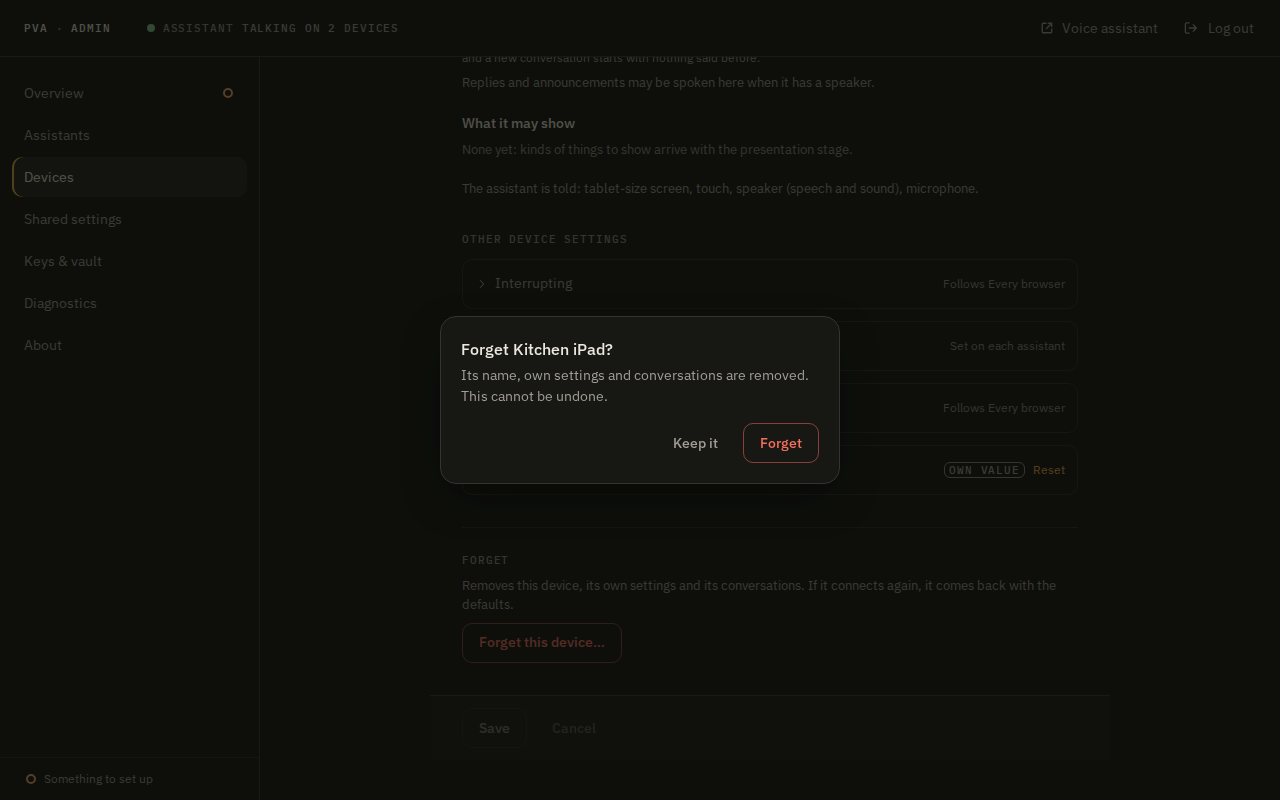 PVA · ADMIN
ASSISTANT TALKING ON 2 DEVICES
Voice assistant
Log out
Overview
Assistants
Devices
Shared settings
Keys & vault
Diagnostics
About
Something to set up
and a new conversation starts with nothing said before.
Replies and announcements may be spoken here when it has a speaker.
What it may show
None yet: kinds of things to show arrive with the presentation stage.
The assistant is told: tablet-size screen, touch, speaker (speech and sound), microphone.
OTHER DEVICE SETTINGS
Interrupting
Follows Every browser
Set on each assistant
Follows Every browser
OWN VALUE Reset
Forget Kitchen iPad?
Its name, own settings and conversations are removed.
This cannot be undone.
Keep it
Forget
FORGET
Removes this device, its own settings and its conversations. If it connects again, it comes back with the
defaults.
Forget this device…
Save
Cancel